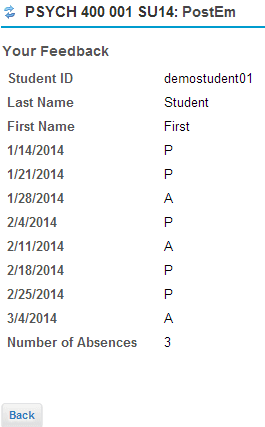 PSYCH 400 001 SU14: PostEm
Your Feedback
Student ID demostudent01
Last Name Student
First Name First
1/14/2014 P
1/21/2014 P
1/28/2014 A
2/4/2014 P
2/11/2014 A
2/18/2014 P
2/25/2014 P
3/4/2014 A
Number of Absences 3
Back